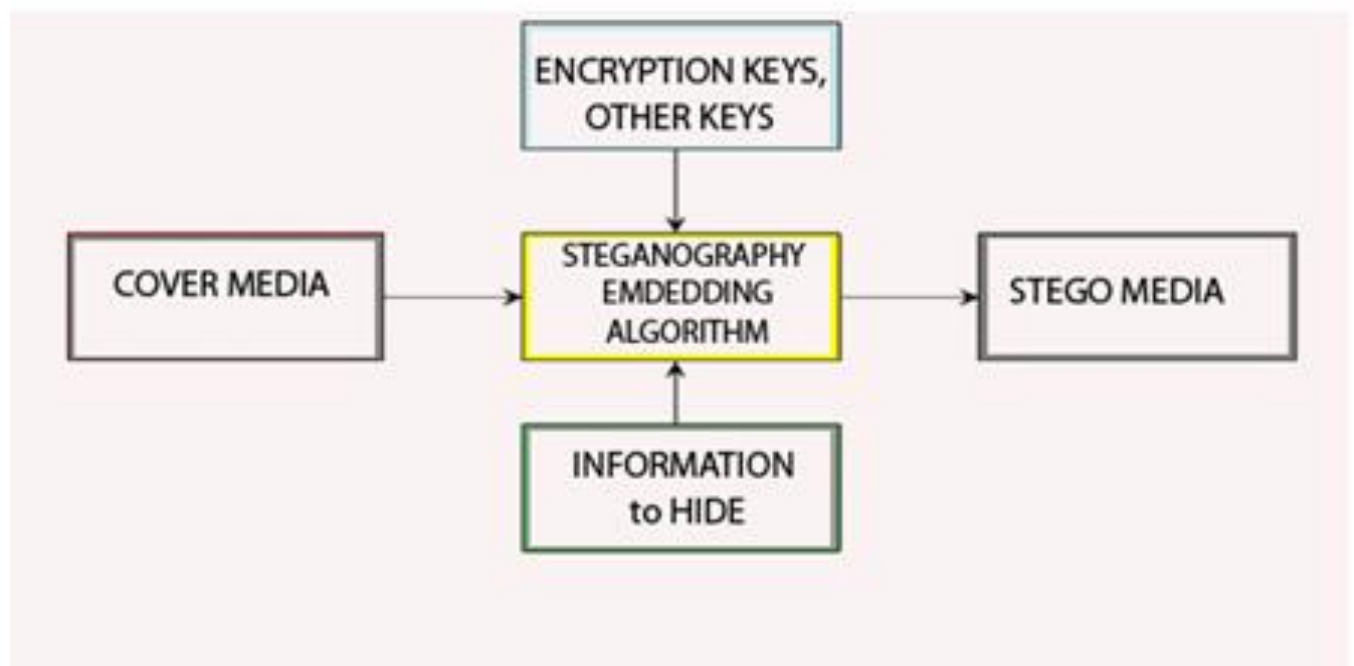 ENCRYPTION KEYS,
OTHER KEYS
COVER MEDIA
STEGANOGRAPHY
EMDEDDING
ALGORITHM
STEGO MEDIA
INFORMATION
to HIDE